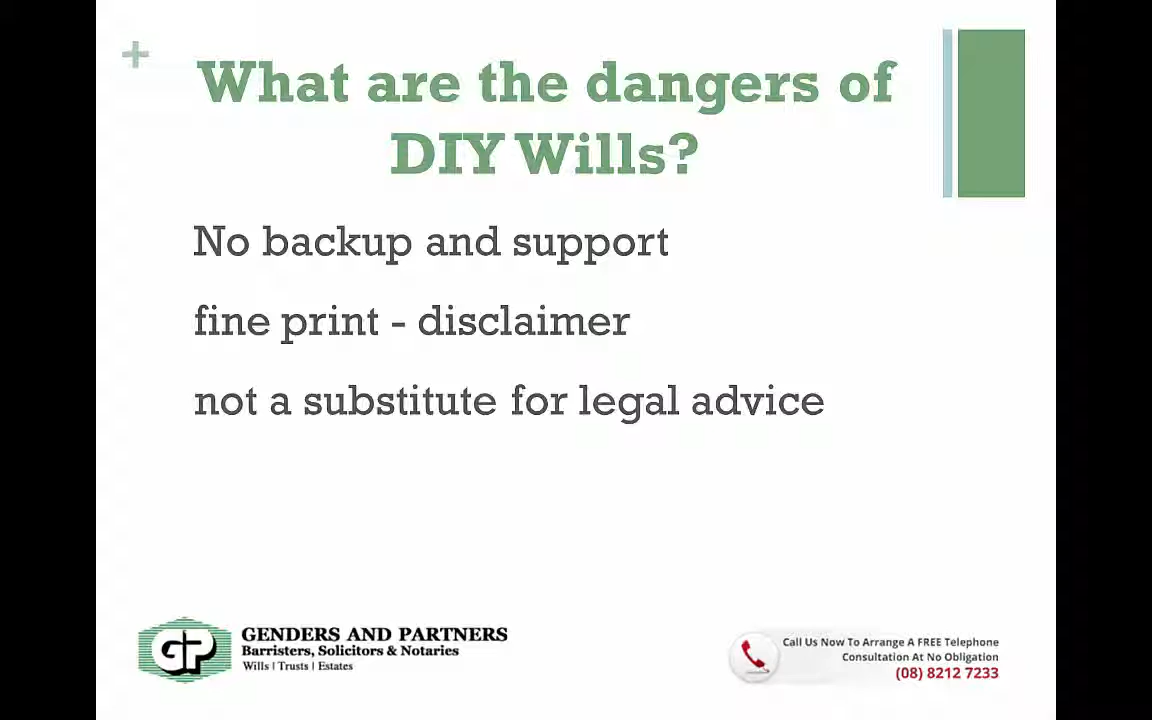 +
What are the dangers of
DIY Wills?
No backup and support
fine print - disclaimer
not a substitute for legal advice
GP
GENDERS AND PARTNERS
Barristers, Solicitors & Notaries
Wills | Trusts | Estates
Call Us Now To Arrange A FREE Telephone
Consultation At No Obligation
(08) 8212 7233